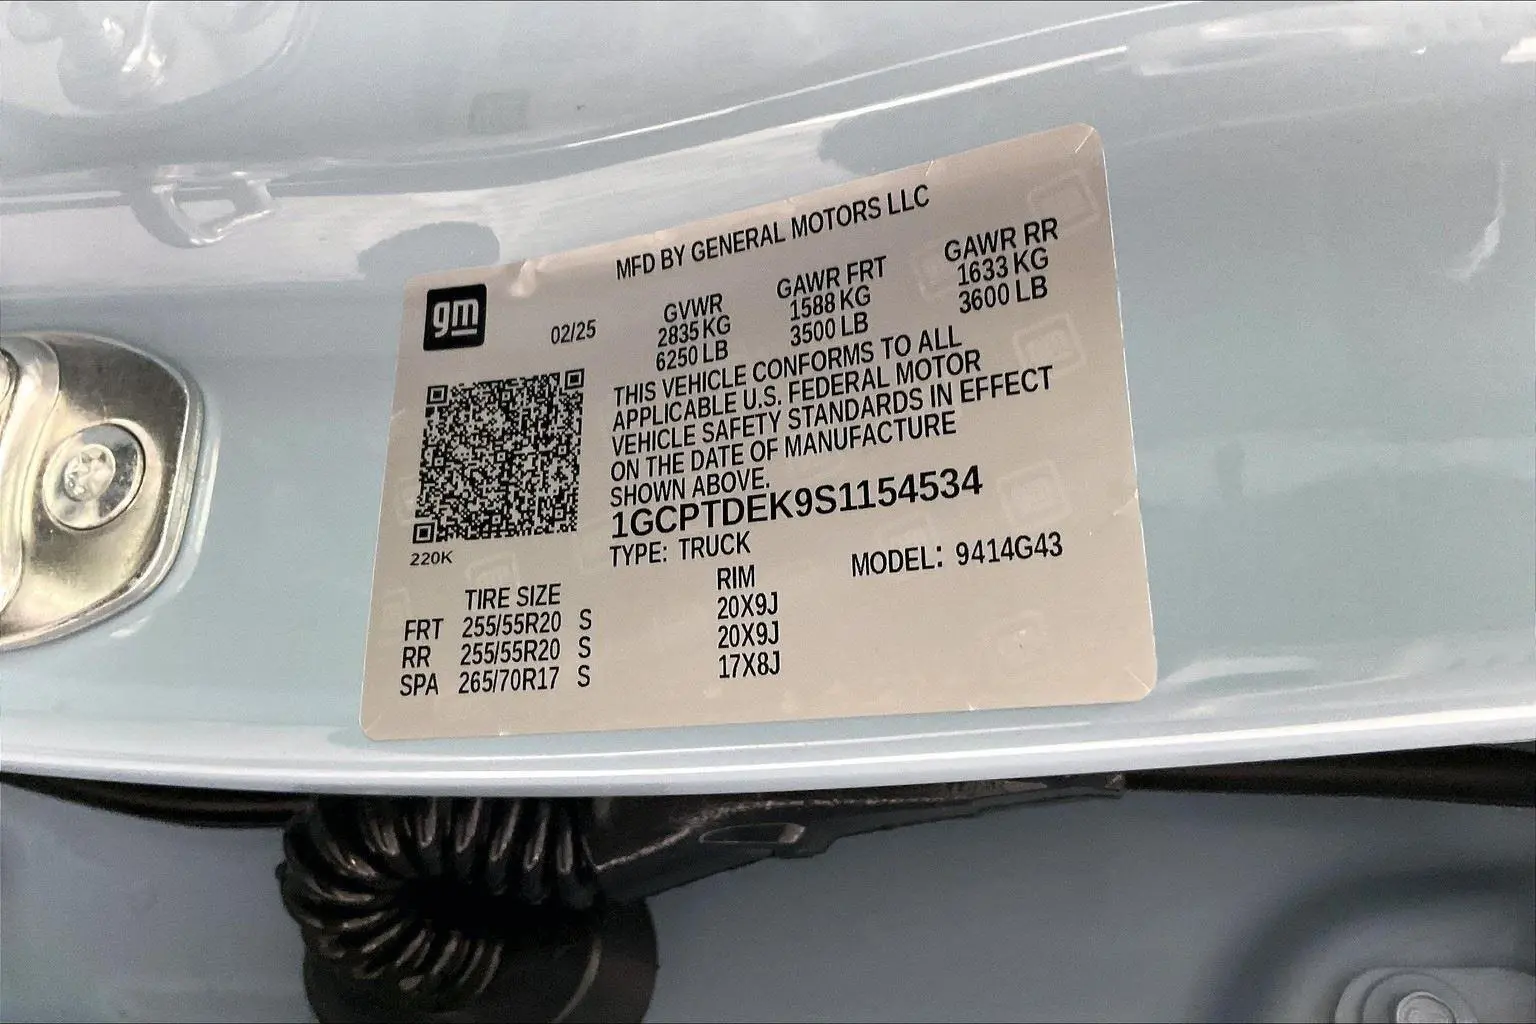 MFD BY GENERAL MOTORS LLC
gm
02/25
GVWR
2835 KG
6250 LB
GAWR FRT
1588 KG
3500 LB
GAWR RR
1633 KG
3600 LB
THIS VEHICLE CONFORMS TO ALL
APPLICABLE U.S. FEDERAL MOTOR
VEHICLE SAFETY STANDARDS IN EFFECT
ON THE DATE OF MANUFACTURE
SHOWN ABOVE.
1GCPTDEK9S1154534
220K
TYPE: TRUCK
MODEL: 9414G43
TIRE SIZE RIM
FRT 255/55R20 S 20X9J
RR 255/55R20 S 20X9J
SPA 265/70R17 S 17X8J